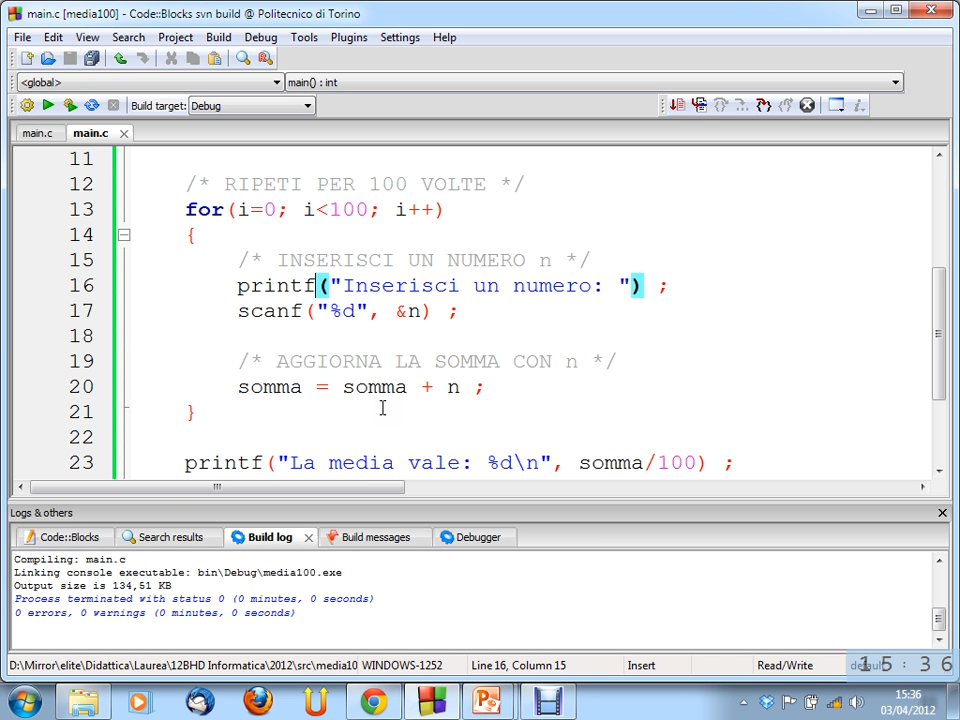 main.c [media100] - Code::Blocks svn build @ Politecnico di Torino
File Edit View Search Project Build Debug Tools Plugins Settings Help
<global> main() : int
Build target: Debug
main.c main.c
11
12 /* RIPETI PER 100 VOLTE */
13 for(i=0; i<100; i++)
14 {
15 /* INSERISCI UN NUMERO n */
16 printf("Inserisci un numero: ") ;
17 scanf("%d", &n) ;
18
19 /* AGGIORNA LA SOMMA CON n */
20 somma = somma + n ;
21 }
22
23 printf("La media vale: %d\n", somma/100) ;
Logs & others
Code::Blocks Search results Build log Build messages Debugger
Compiling: main.c
Linking console executable: bin\Debug\media100.exe
Output size is 134,51 KB
Process terminated with status 0 (0 minutes, 0 seconds)
0 errors, 0 warnings (0 minutes, 0 seconds)
D:\Mirror\elite\Didattica\Laurea\12BHD Informatica\2012\src\media10 WINDOWS-1252 Line 16, Column 15 Insert Read/Write default
15:36
15:36
03/04/2012